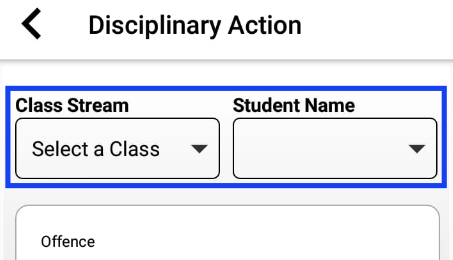 Disciplinary Action
Class Stream
Student Name
Select a Class
Offence